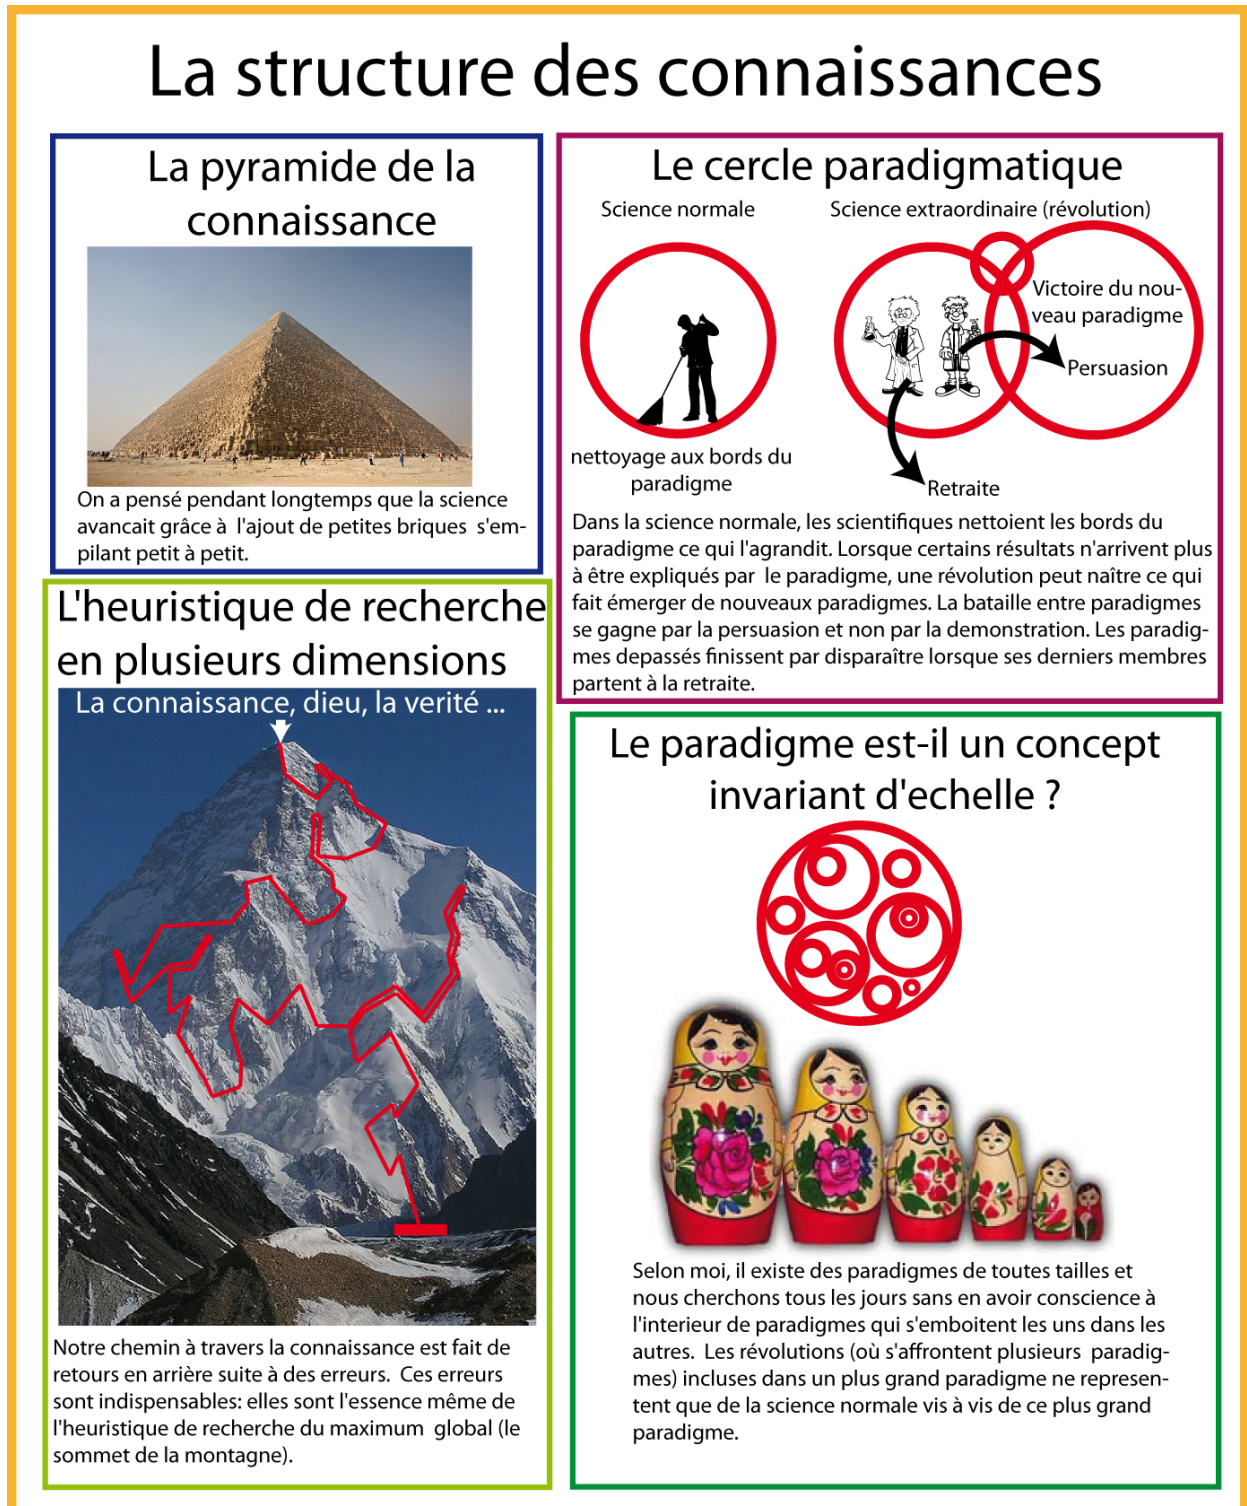 La structure des connaissances
La pyramide de la
connaissance
On a pensé pendant longtemps que la science
avancait grâce à l'ajout de petites briques s'em-
pilant petit à petit.
Le cercle paradigmatique
Science normale
Science extraordinaire (révolution)
Victoire du nou-
veau paradigme
Persuasion
nettoyage aux bords du
paradigme
Retraite
Dans la science normale, les scientifiques nettoient les bords du
paradigme ce qui l'agrandit. Lorsque certains résultats n'arrivent plus
à être expliqués par le paradigme, une révolution peut naître ce qui
fait émerger de nouveaux paradigmes. La bataille entre paradigmes
se gagne par la persuasion et non par la demonstration. Les paradig-
mes depassés finissent par disparaître lorsque ses derniers membres
partent à la retraite.
L'heuristique de recherche
en plusieurs dimensions
La connaissance, dieu, la verité ...
Notre chemin à travers la connaissance est fait de
retours en arrière suite à des erreurs. Ces erreurs
sont indispensables: elles sont l'essence même de
l'heuristique de recherche du maximum global (le
sommet de la montagne).
Le paradigme est-il un concept
invariant d'echelle ?
Selon moi, il existe des paradigmes de toutes tailles et
nous cherchons tous les jours sans en avoir conscience à
l'interieur de paradigmes qui s'emboitent les uns dans les
autres. Les révolutions (où s'affrontent plusieurs paradig-
mes) incluses dans un plus grand paradigme ne represen-
tent que de la science normale vis à vis de ce plus grand
paradigme.